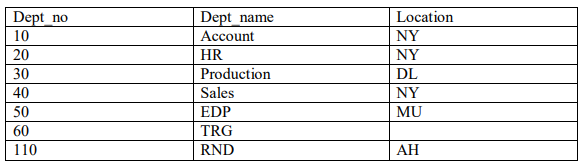 Dept_no Dept_name Location
10 Account NY
20 HR NY
30 Production DL
40 Sales NY
50 EDP MU
60 TRG
110 RND AH